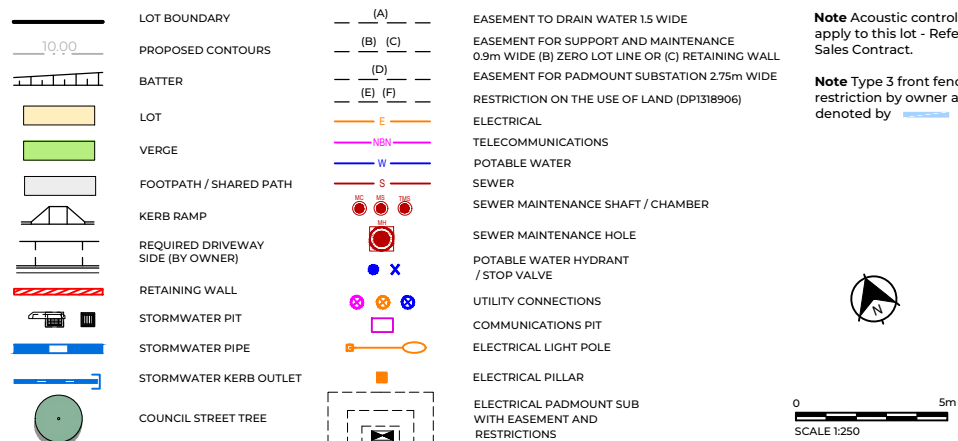 LOT BOUNDARY
10.00
PROPOSED CONTOURS
BATTER
LOT
VERGE
FOOTPATH / SHARED PATH
KERB RAMP
REQUIRED DRIVEWAY
SIDE (BY OWNER)
RETAINING WALL
STORMWATER PIT
STORMWATER PIPE
STORMWATER KERB OUTLET
COUNCIL STREET TREE
(A)
EASEMENT TO DRAIN WATER 1.5 WIDE
(B) (C)
EASEMENT FOR SUPPORT AND MAINTENANCE
0.9m WIDE (B) ZERO LOT LINE OR (C) RETAINING WALL
(D)
EASEMENT FOR PADMOUNT SUBSTATION 2.75m WIDE
(E) (F)
RESTRICTION ON THE USE OF LAND (DP1318906)
E
ELECTRICAL
NBN
TELECOMMUNICATIONS
W
POTABLE WATER
S
SEWER
MC MS TMS
SEWER MAINTENANCE SHAFT / CHAMBER
MH
SEWER MAINTENANCE HOLE
POTABLE WATER HYDRANT
/ STOP VALVE
UTILITY CONNECTIONS
COMMUNICATIONS PIT
ELECTRICAL LIGHT POLE
ELECTRICAL PILLAR
ELECTRICAL PADMOUNT SUB
WITH EASEMENT AND
RESTRICTIONS
Note Acoustic control
apply to this lot - Refe
Sales Contract.
Note Type 3 front fenc
restriction by owner a
denoted by
N
0 5m
SCALE 1:250